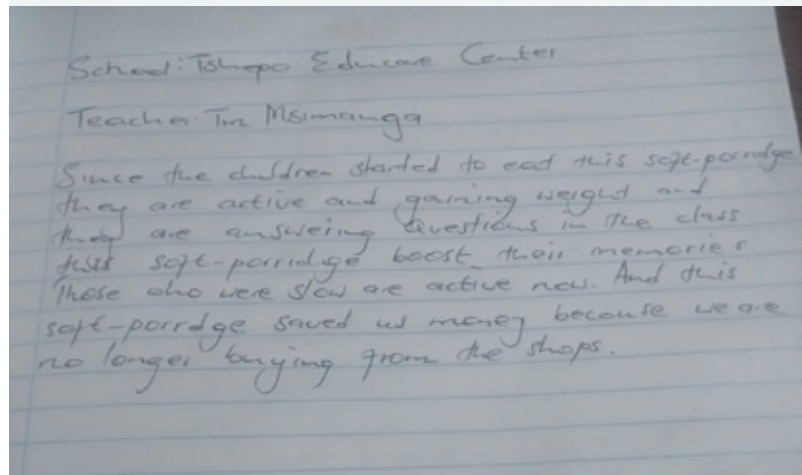 School: Tshepo Educare Center
Teacher: TM Msimanga
Since the children started to eat this soft-porridge
they are active and gaining weight and
they are answering Questions in the class
this soft-porridge boost their memories
Those who were slow are active now. And this
soft-porrdge saved us money because we are
no longer buying from the shops.